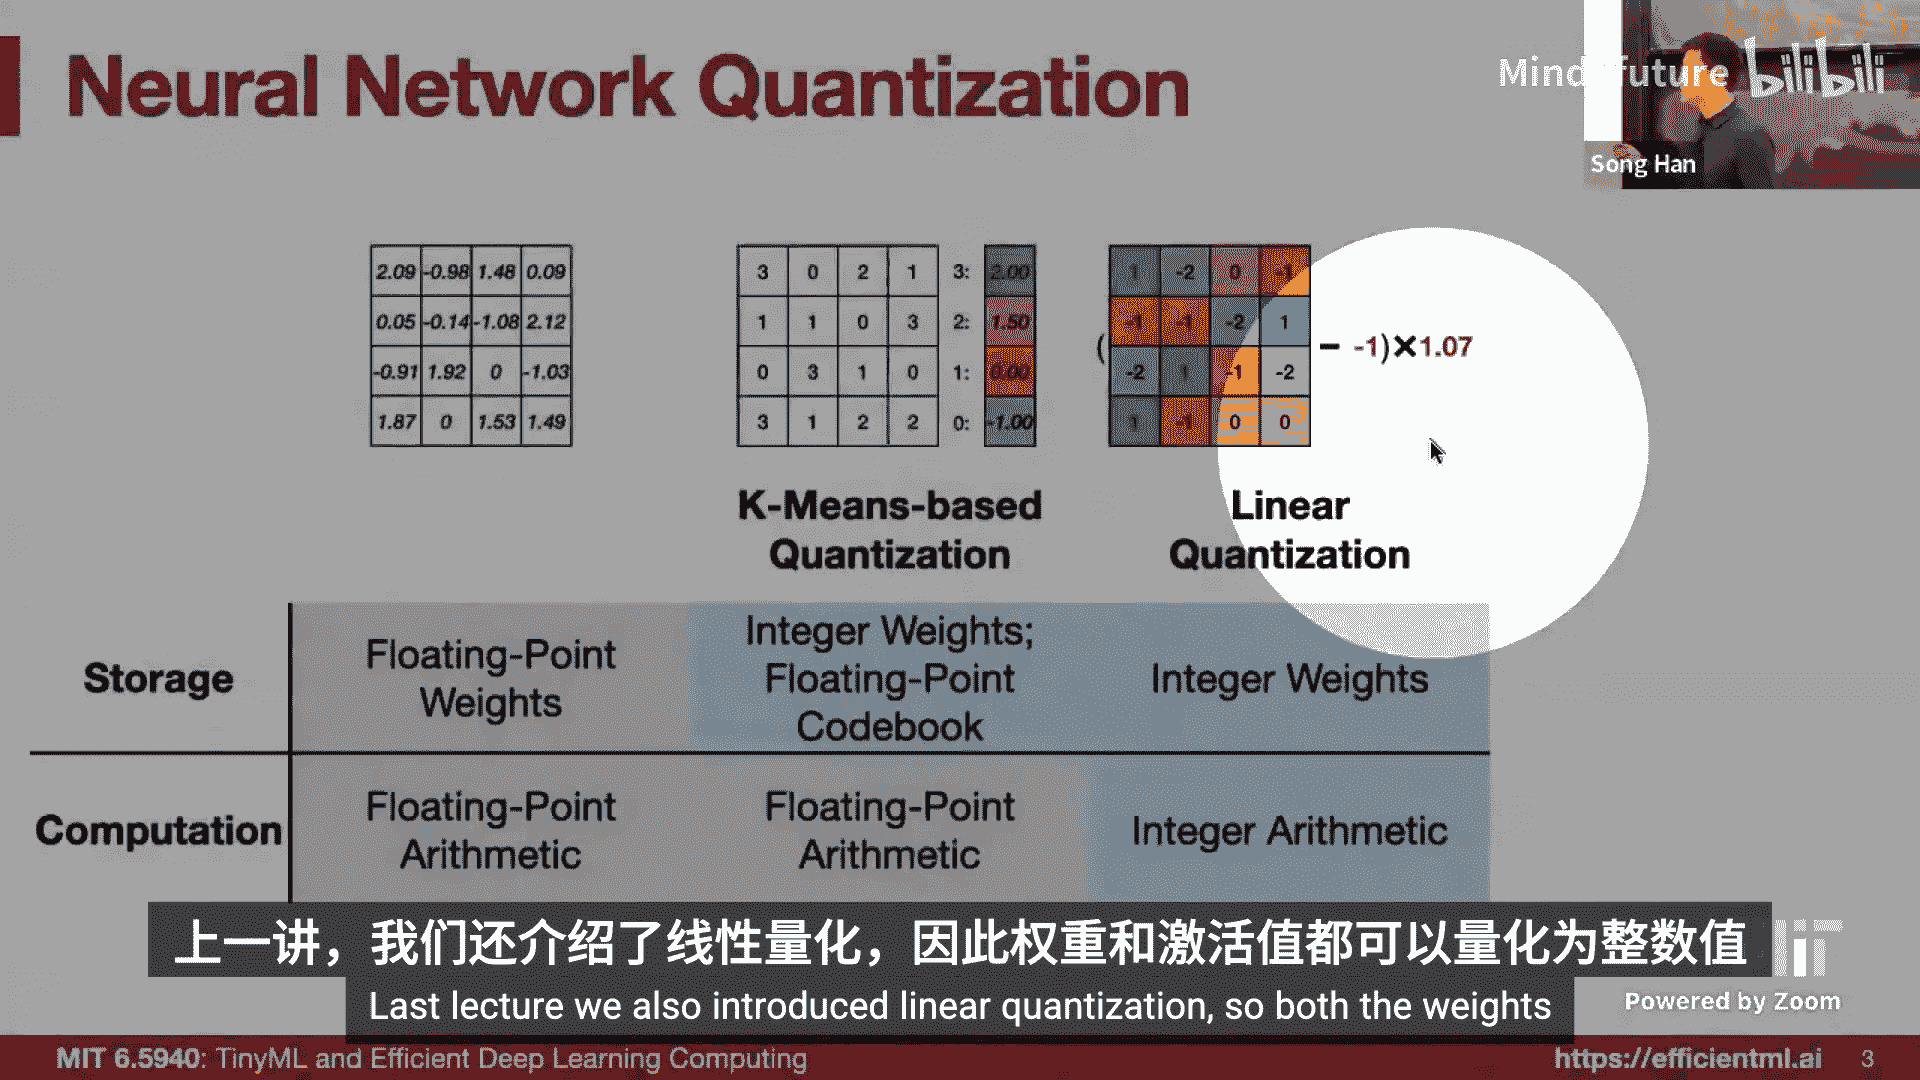 Neural Network Quantization
Mind
future
bilibili
Song Han
2.09 -0.98 1.48 0.09
0.05 -0.14 -1.08 2.12
-0.91 1.92 0 -1.03
1.87 0 1.53 1.49
3 0 2 1
1 1 0 3
0 3 1 0
3 1 2 2
3: 2.00
2: 1.50
1: 0.00
0: -1.00
(
1 -2 0 -1
-1 -1 -2 1
-2 1 -1 -2
1 -1 0 0
− -1)×1.07
K-Means-based
Quantization
Linear
Quantization
Storage
Floating-Point
Weights
Integer Weights;
Floating-Point
Codebook
Integer Weights
Computation
Floating-Point
Arithmetic
Floating-Point
Arithmetic
Integer Arithmetic
上一讲，我们还介绍了线性量化，因此权重和激活值都可以量化为整数值
Last lecture we also introduced linear quantization, so both the weights
Powered by Zoom
MIT 6.5940: TinyML and Efficient Deep Learning Computing
https://efficientml.ai
3